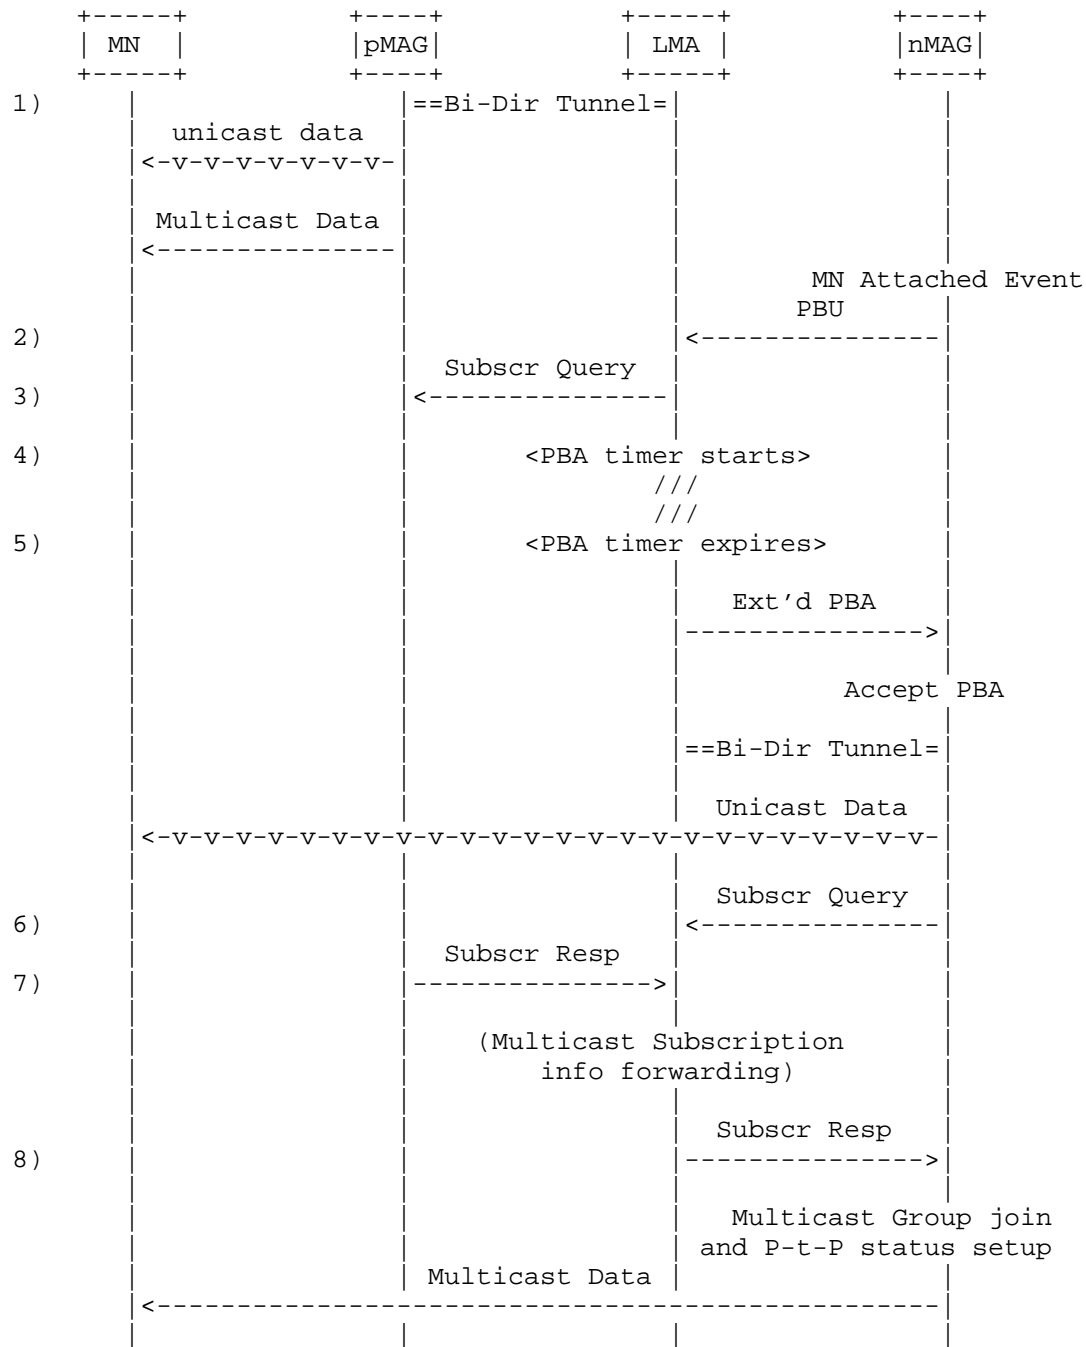 MN pMAG LMA nMAG
1) ==Bi-Dir Tunnel=
unicast data
<-v-v-v-v-v-v-v-
Multicast Data
<---------------
MN Attached Event
PBU
2) <---------------
Subscr Query
3) <---------------
4) <PBA timer starts>
///
///
5) <PBA timer expires>
Ext'd PBA
--------------->
Accept PBA
==Bi-Dir Tunnel=
Unicast Data
<-v-v-v-v-v-v-v-v-v-v-v-v-v-v-v-v-v-v-v-v-v-v-v-v-
Subscr Query
6) <---------------
Subscr Resp
7) --------------->
(Multicast Subscription
info forwarding)
Subscr Resp
8) --------------->
Multicast Group join
and P-t-P status setup
Multicast Data
<-------------------------------------------------